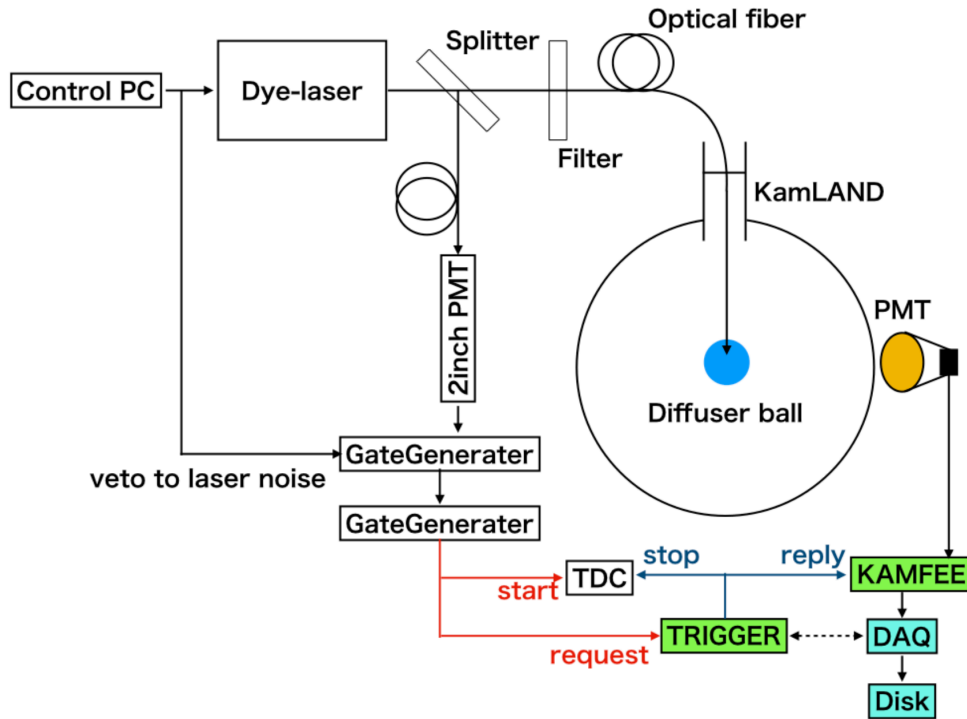 Optical fiber
Splitter
Control PC
Dye-laser
Filter
KamLAND
2inch PMT
PMT
Diffuser ball
GateGenerater
veto to laser noise
GateGenerater
stop
reply
start
TDC
KAMFEE
request
TRIGGER
DAQ
Disk